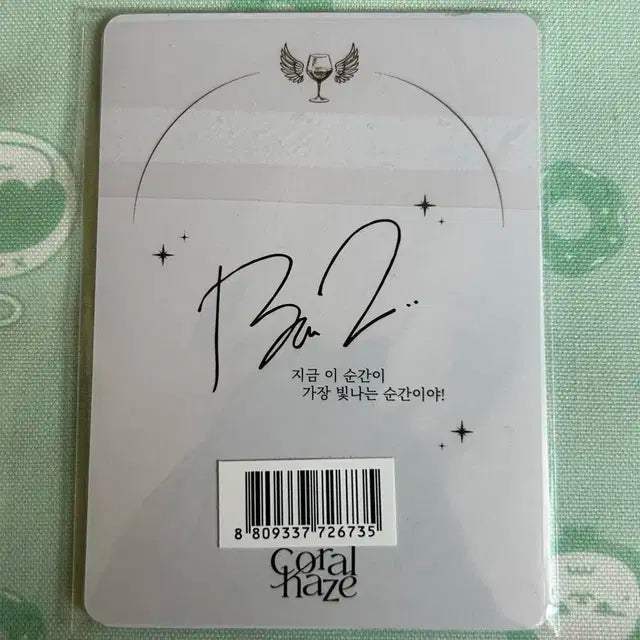 지금 이 순간이
가장 빛나는 순간이야!
8 809337 726735
coral
haze